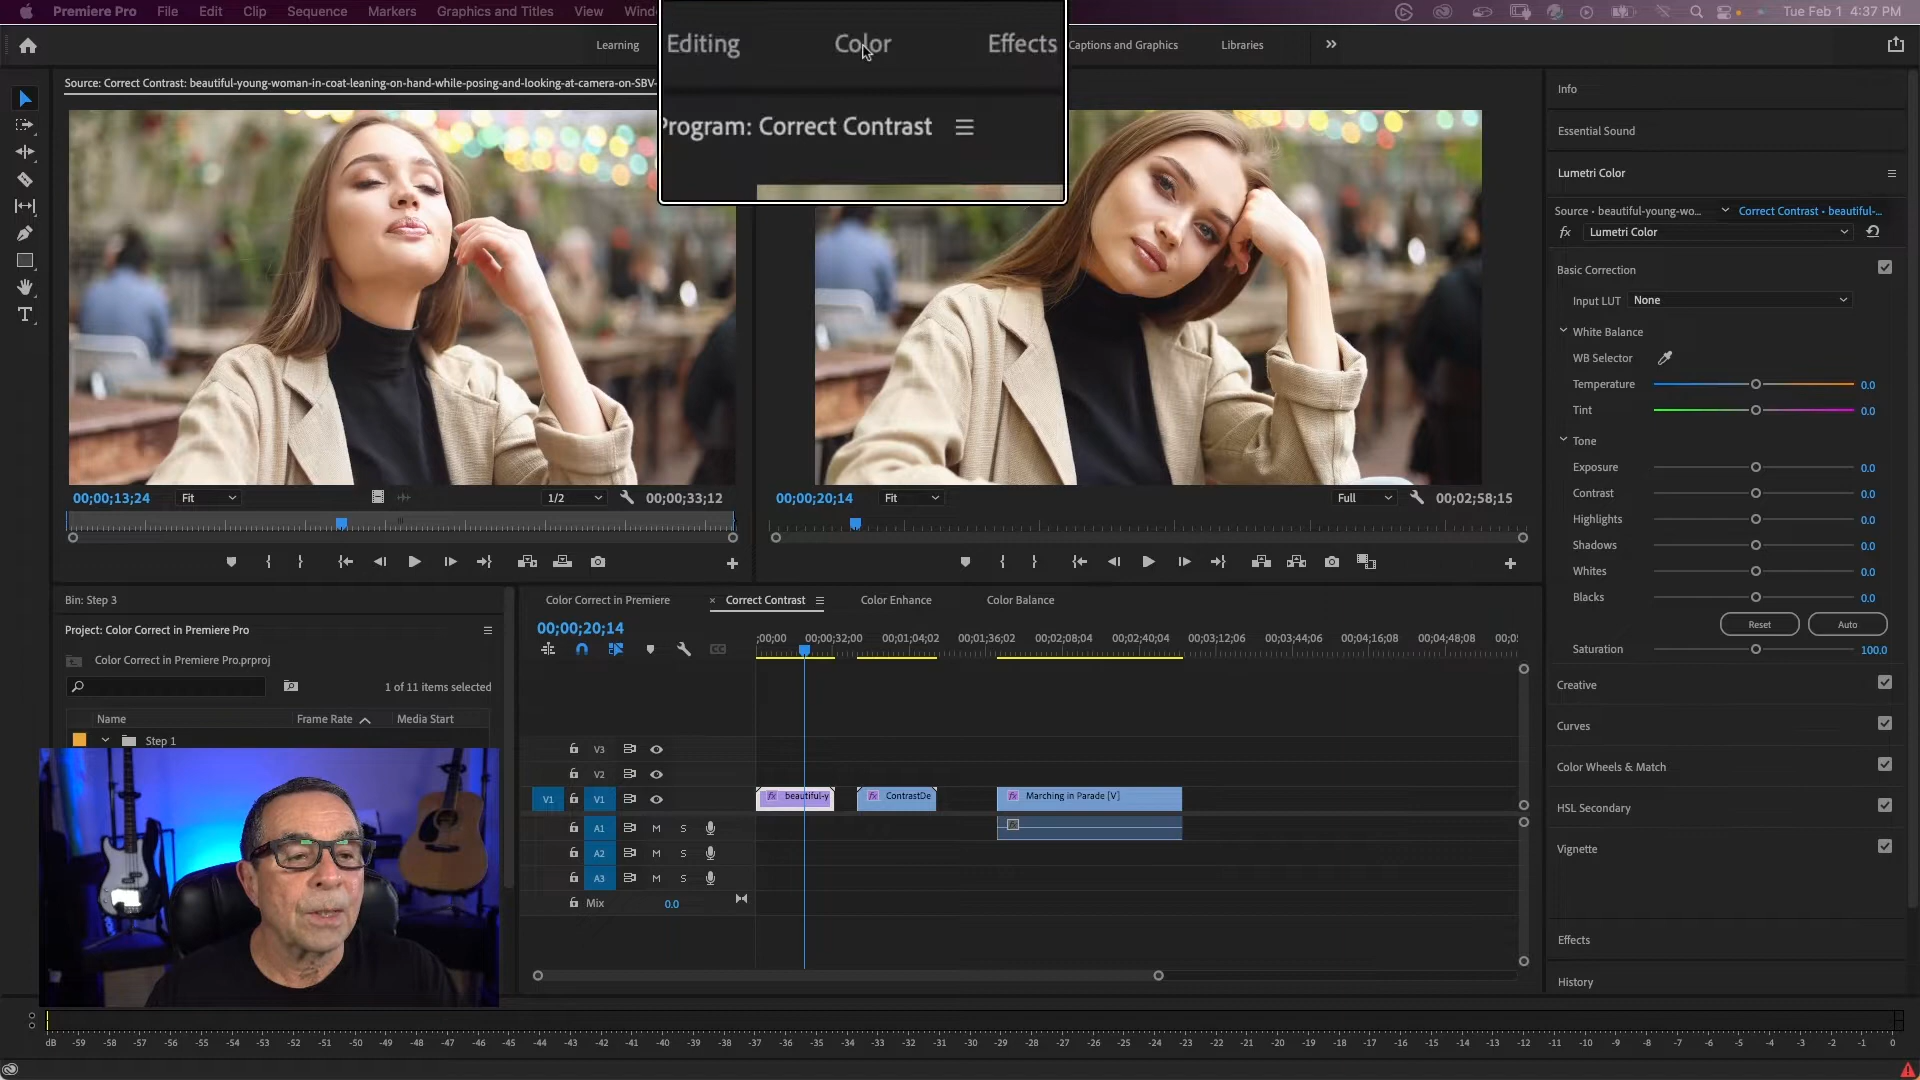 Premiere Pro File Edit Clip Sequence Markers Graphics and Titles View Tue Feb 1 4:37 PM
Learning Editing Color Effects Captions and Graphics Libraries
Source: Correct Contrast: beautiful-young-woman-in-coat-leaning-on-hand-while-posing-and-looking-at-camera-on-SBV-
Program: Correct Contrast
00;00;13;24 Fit 1/2 00;00;33;12
00;00;20;14 Fit Full 00;02;58;15
Info
Essential Sound
Lumetri Color
Source · beautiful-young-wo... Correct Contrast · beautiful-...
fx Lumetri Color
Basic Correction
Input LUT None
White Balance
WB Selector
Temperature 0.0
Tint 0.0
Tone
Exposure 0.0
Contrast 0.0
Highlights 0.0
Shadows 0.0
Whites 0.0
Blacks 0.0
Reset Auto
Saturation 100.0
Creative
Curves
Color Wheels & Match
HSL Secondary
Vignette
Effects
History
Bin: Step 3
Project: Color Correct in Premiere Pro
Color Correct in Premiere Pro.prproj
1 of 11 items selected
Name Frame Rate Media Start
Step 1
Color Correct in Premiere × Correct Contrast Color Enhance Color Balance
00;00;20;14
;00;00 00;00;32;00 00;01;04;02 00;01;36;02 00;02;08;04 00;02;40;04 00;03;12;06 00;03;44;06 00;04;16;08 00;04;48;08 00;0
V3
V2
V1 V1 fx beautiful-y fx ContrastDe fx Marching in Parade [V]
A1 M S
A2 M S
A3 M S
Mix 0.0
dB -59 -58 -57 -56 -55 -54 -53 -52 -51 -50 -49 -48 -47 -46 -45 -44 -43 -42 -41 -40 -39 -38 -37 -36 -35 -34 -33 -32 -31 -30 -29 -28 -27 -26 -25 -24 -23 -22 -21 -20 -19 -18 -17 -16 -15 -14 -13 -12 -11 -10 -9 -8 -7 -6 -5 -4 -3 -2 -1 0